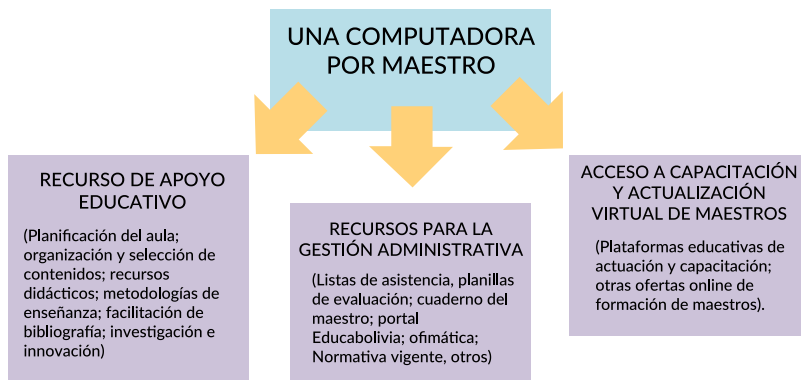 UNA COMPUTADORA
POR MAESTRO
RECURSO DE APOYO
EDUCATIVO
(Planificación del aula;
organización y selección de
contenidos; recursos
didácticos; metodologías de
enseñanza; facilitación de
bibliografía; investigación e
innovación)
RECURSOS PARA LA
GESTIÓN ADMINISTRATIVA
(Listas de asistencia, planillas
de evaluación; cuaderno del
maestro; portal
Educabolivia; ofimática;
Normativa vigente, otros)
ACCESO A CAPACITACIÓN
Y ACTUALIZACIÓN
VIRTUAL DE MAESTROS
(Plataformas educativas de
actuación y capacitación;
otras ofertas online de
formación de maestros).